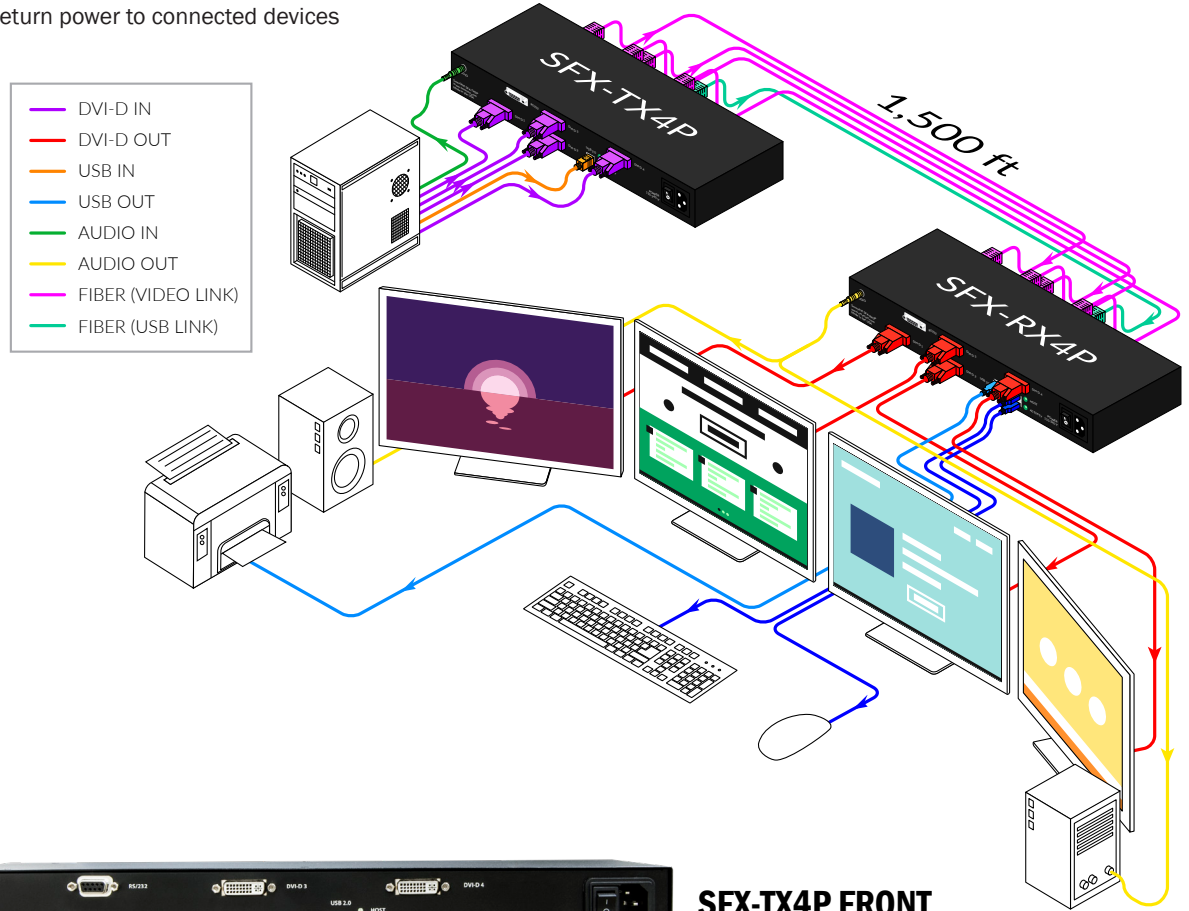 eturn power to connected devices
SFX-TX4P
1,500 ft
DVI-D IN
DVI-D OUT
USB IN
USB OUT
AUDIO IN
AUDIO OUT
FIBER (VIDEO LINK)
FIBER (USB LINK)
SFX-RX4P
RS/232
DVI-D 3
DVI-D 4
USB 2.0
HOST
SFX-TX4P FRONT